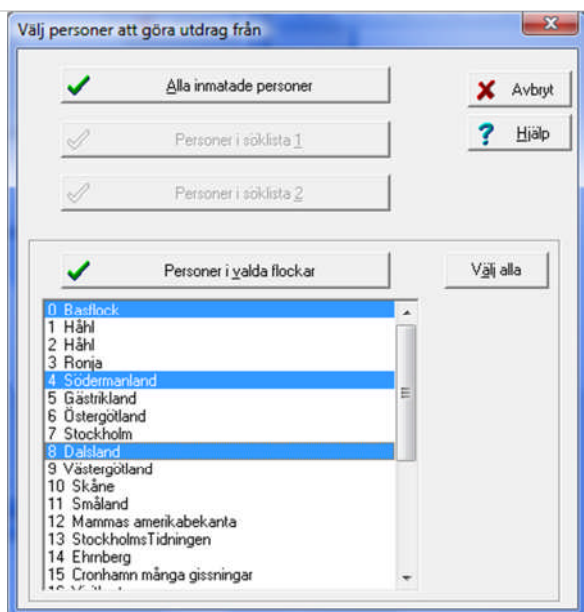 Välj personer att göra utdrag från
Alla inmatade personer
Avbryt
Personer i söklista 1
Hjälp
Personer i söklista 2
Personer i valda flockar
Välj alla
0 Basflock
1 Håhl
2 Håhl
3 Ronja
4 Södermanland
5 Gästrikland
6 Östergötland
7 Stockholm
8 Dalsland
9 Västergötland
10 Skåne
11 Småland
12 Mammas amerikabekanta
13 StockholmsTidningen
14 Ehrnberg
15 Cronhamn många gissningar